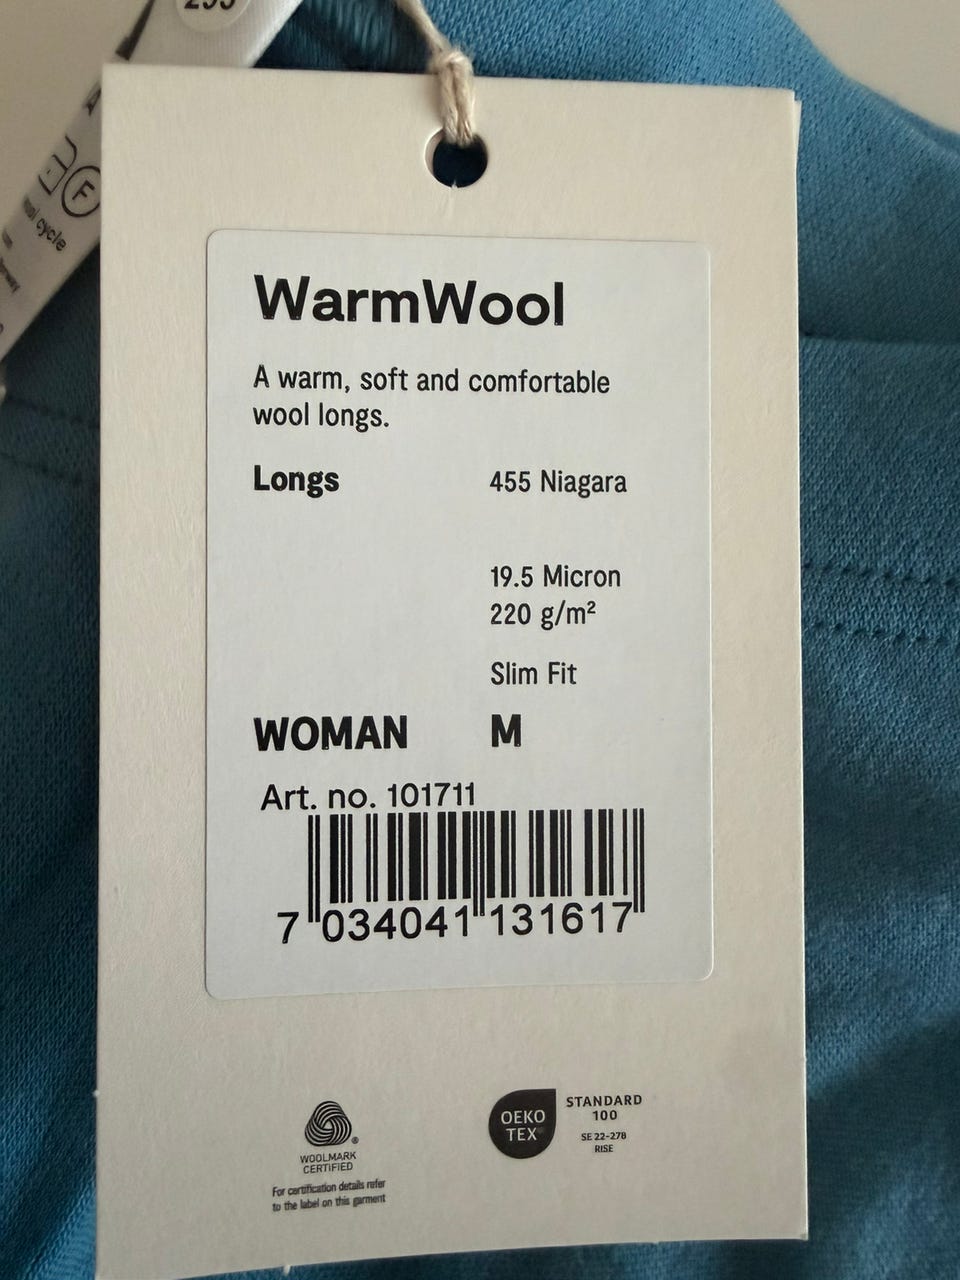 F
cycle
WarmWool
A warm, soft and comfortable
wool longs.
Longs 455 Niagara
19.5 Micron
220 g/m²
Slim Fit
WOMAN M
Art. no. 101711
7 034041 131617
WOOLMARK
CERTIFIED
For certification details refer
to the label on this garment
OEKO
TEX
STANDARD
100
SE 22-278
RISE